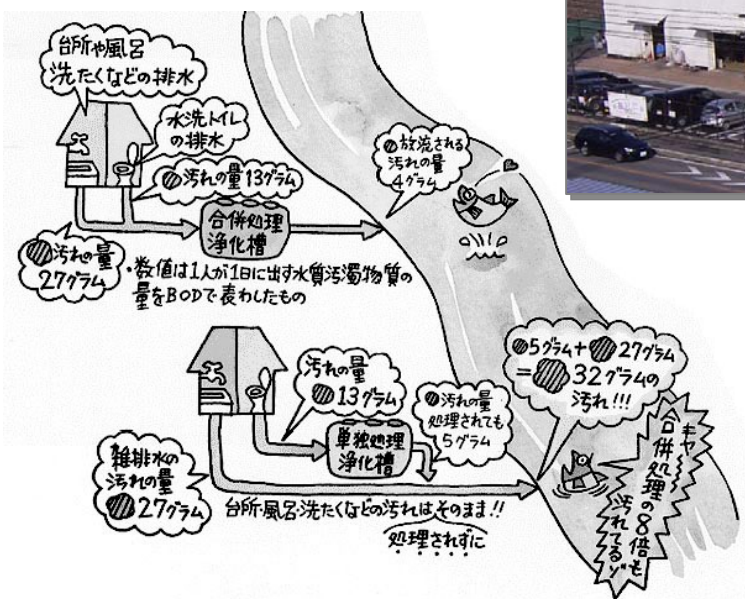 台所や風呂
洗たくなどの排水
水洗トイレ
の排水
汚れの量13グラム
汚れの量
27グラム
合併処理
浄化槽
放流される
汚れの量
4グラム
・数値は1人が1日に出す水質汚濁物質の
量をBODで表わしたもの
汚れの量
13グラム
単独処理
浄化槽
汚れの量
処理されても
5グラム
雑排水の
汚れの量
27グラム
台所・風呂・洗たくなどの汚れはそのまま!!
処理されずに
5グラム+27グラム
=32グラムの
汚れ!!!
キャー
合併処理の8倍も
汚れてるゾ